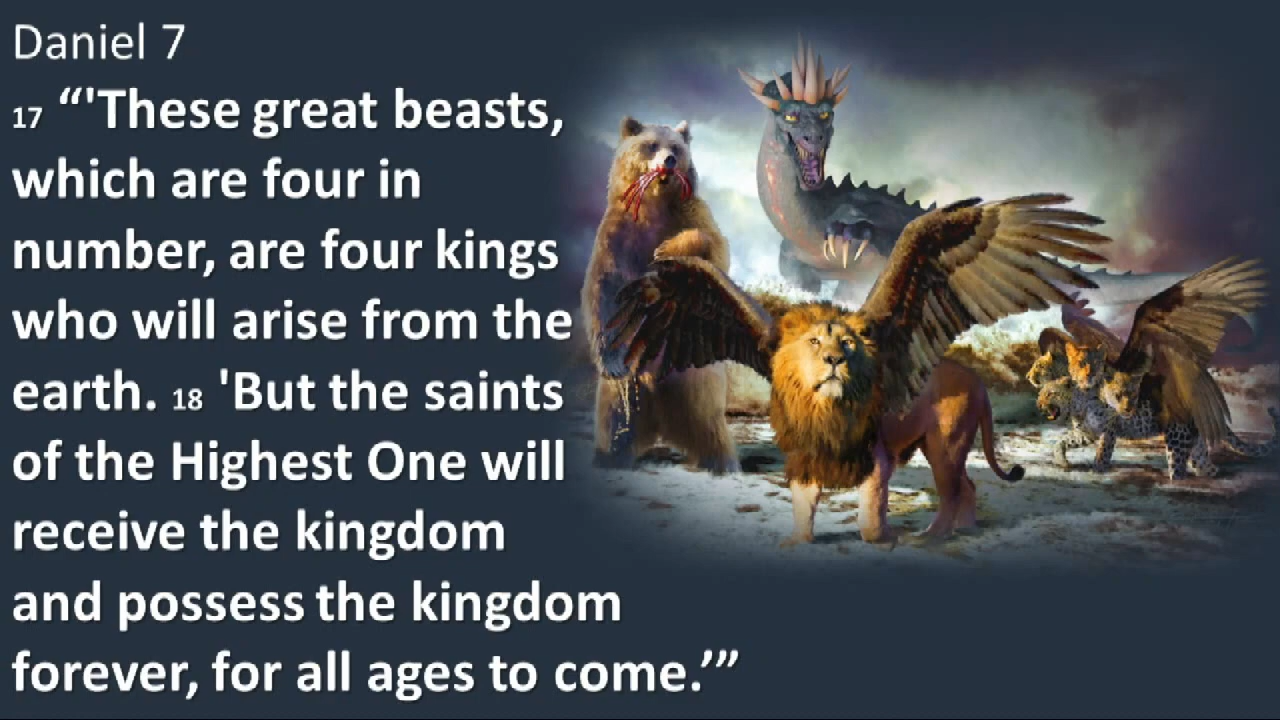 Daniel 7
17 “'These great beasts,
which are four in
number, are four kings
who will arise from the
earth. 18 'But the saints
of the Highest One will
receive the kingdom
and possess the kingdom
forever, for all ages to come.’”